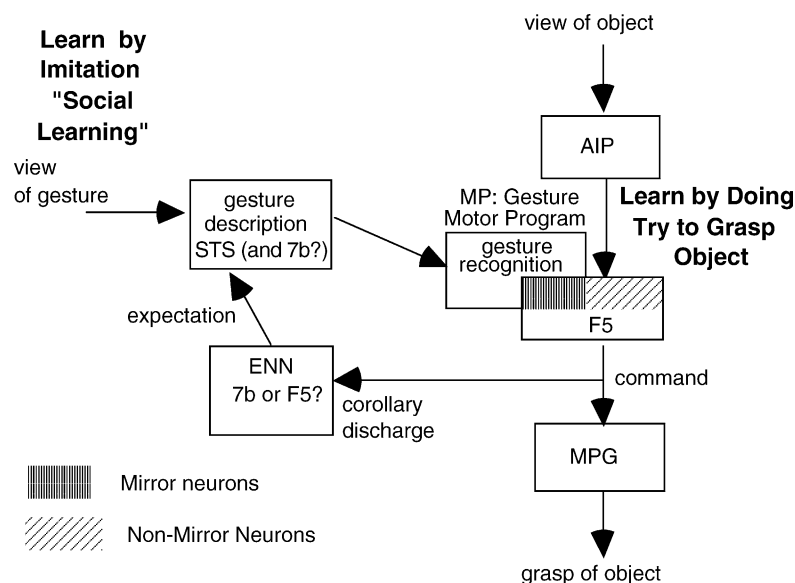 view of object
Learn by
Imitation
"Social
Learning"
AIP
view
of gesture
gesture
description
STS (and 7b?)
MP: Gesture
Motor Program
gesture
recognition
Learn by Doing
Try to Grasp
Object
F5
expectation
ENN
7b or F5?
corollary
discharge
command
MPG
Mirror neurons
Non-Mirror Neurons
grasp of object